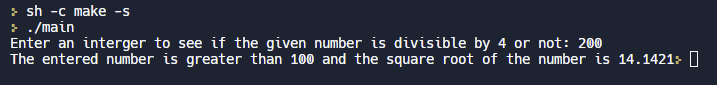 sh -c make -s
./main
Enter an interger to see if the given number is divisible by 4 or not: 200
The entered number is greater than 100 and the square root of the number is 14.1421